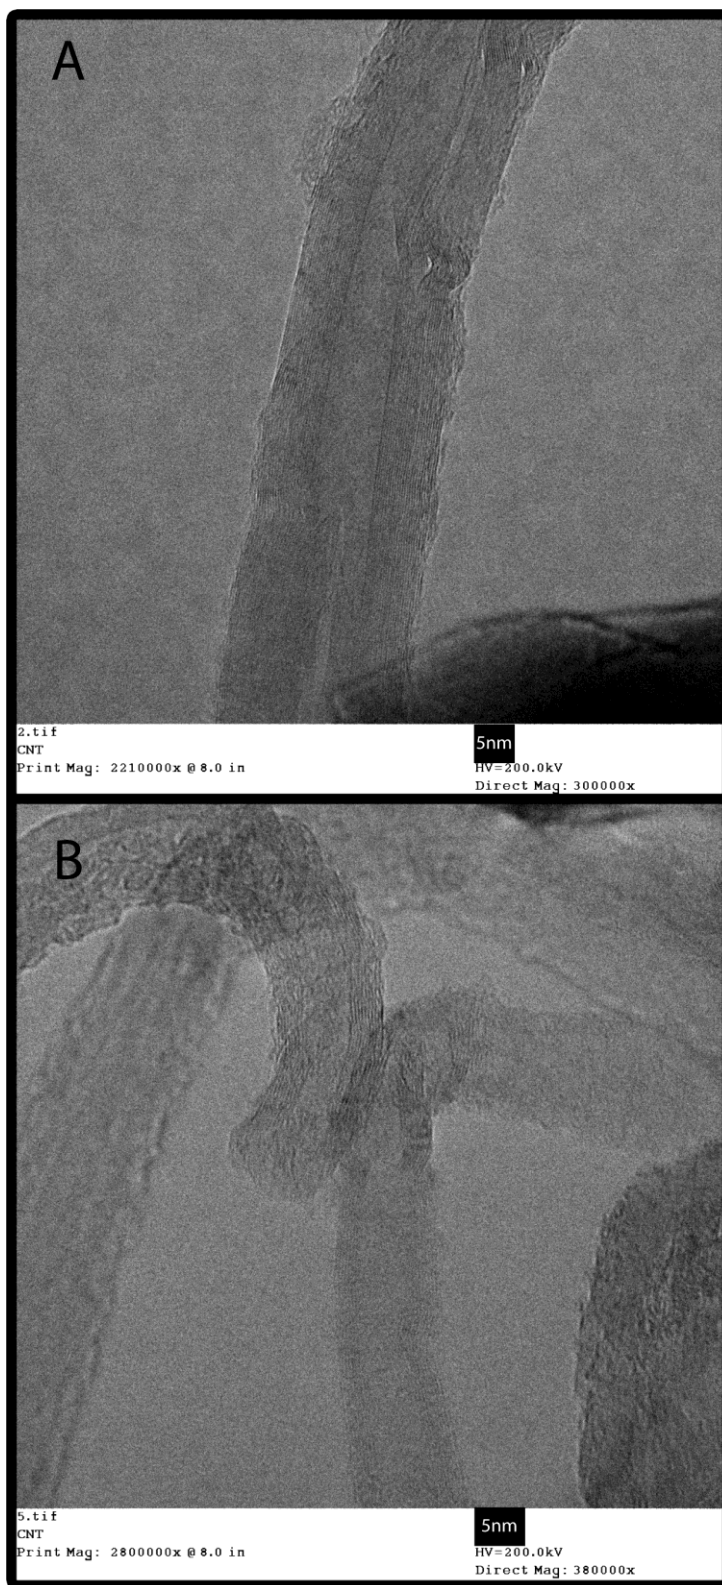 A
2.tif
CNT
Print Mag: 2210000x @ 8.0 in
5nm
HV=200.0kV
Direct Mag: 300000x
B
5.tif
CNT
Print Mag: 2800000x @ 8.0 in
5nm
HV=200.0kV
Direct Mag: 380000x